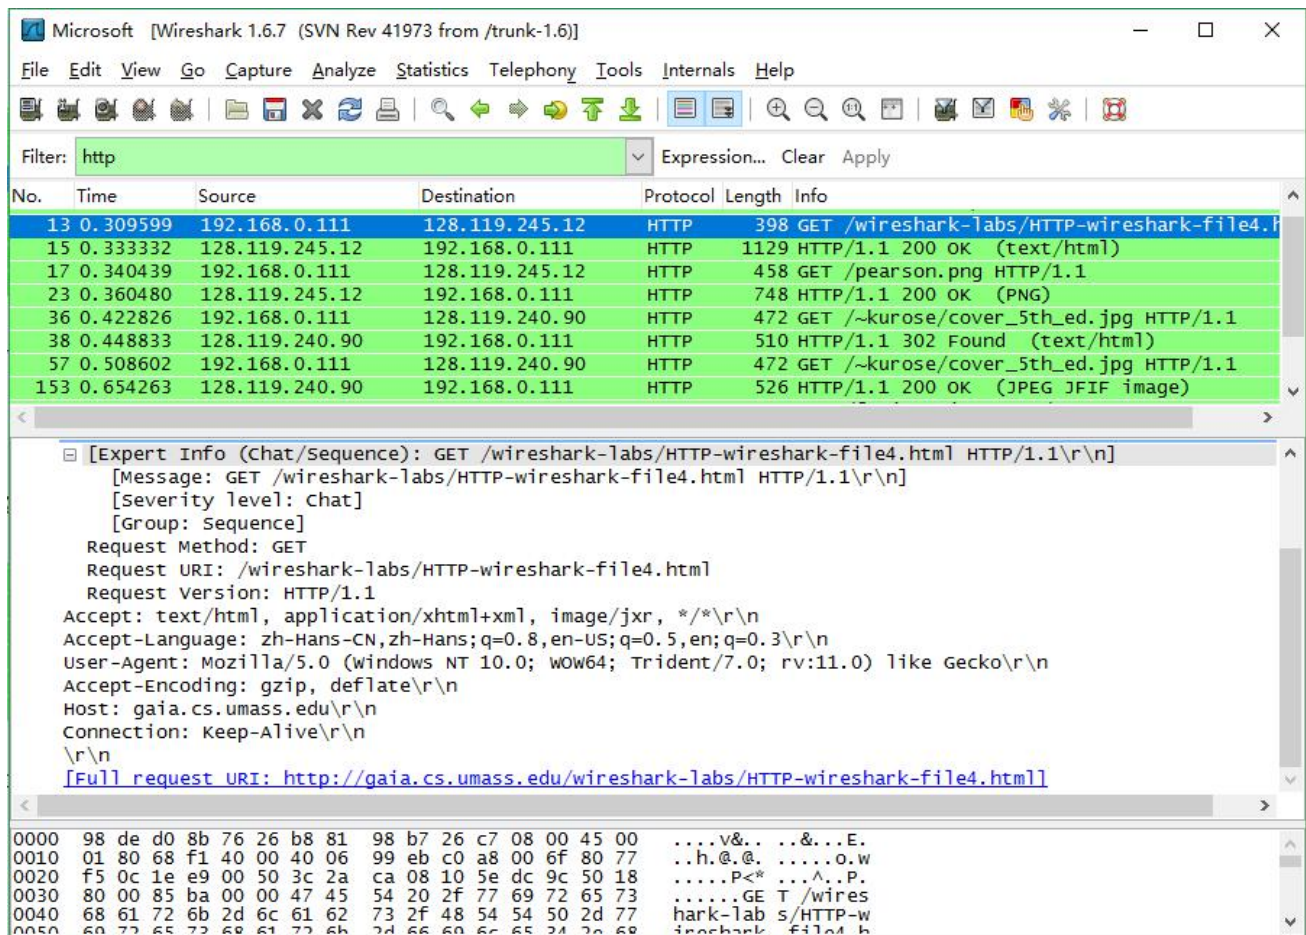 Microsoft [Wireshark 1.6.7 (SVN Rev 41973 from /trunk-1.6)]
File Edit View Go Capture Analyze Statistics Telephony Tools Internals Help
Filter: http Expression... Clear Apply
No. Time Source Destination Protocol Length Info
13 0.309599 192.168.0.111 128.119.245.12 HTTP 398 GET /wireshark-labs/HTTP-wireshark-file4.h
15 0.333332 128.119.245.12 192.168.0.111 HTTP 1129 HTTP/1.1 200 OK (text/html)
17 0.340439 192.168.0.111 128.119.245.12 HTTP 458 GET /pearson.png HTTP/1.1
23 0.360480 128.119.245.12 192.168.0.111 HTTP 748 HTTP/1.1 200 OK (PNG)
36 0.422826 192.168.0.111 128.119.240.90 HTTP 472 GET /~kurose/cover_5th_ed.jpg HTTP/1.1
38 0.448833 128.119.240.90 192.168.0.111 HTTP 510 HTTP/1.1 302 Found (text/html)
57 0.508602 192.168.0.111 128.119.240.90 HTTP 472 GET /~kurose/cover_5th_ed.jpg HTTP/1.1
153 0.654263 128.119.240.90 192.168.0.111 HTTP 526 HTTP/1.1 200 OK (JPEG JFIF image)
[Expert Info (Chat/Sequence): GET /wireshark-labs/HTTP-wireshark-file4.html HTTP/1.1\r\n]
[Message: GET /wireshark-labs/HTTP-wireshark-file4.html HTTP/1.1\r\n]
[Severity level: Chat]
[Group: Sequence]
Request Method: GET
Request URI: /wireshark-labs/HTTP-wireshark-file4.html
Request Version: HTTP/1.1
Accept: text/html, application/xhtml+xml, image/jxr, */*\r\n
Accept-Language: zh-Hans-CN,zh-Hans;q=0.8,en-US;q=0.5,en;q=0.3\r\n
User-Agent: Mozilla/5.0 (Windows NT 10.0; WOW64; Trident/7.0; rv:11.0) like Gecko\r\n
Accept-Encoding: gzip, deflate\r\n
Host: gaia.cs.umass.edu\r\n
Connection: Keep-Alive\r\n
\r\n
[Full request URI: http://gaia.cs.umass.edu/wireshark-labs/HTTP-wireshark-file4.html]
0000 98 de d0 8b 76 26 b8 81 98 b7 26 c7 08 00 45 00 ....v&.. ..&...E.
0010 01 80 68 f1 40 00 40 06 99 eb c0 a8 00 6f 80 77 ..h.@.@. .....o.w
0020 f5 0c 1e e9 00 50 3c 2a ca 08 10 5e dc 9c 50 18 .....P<* ...^..P.
0030 80 00 85 ba 00 00 47 45 54 20 2f 77 69 72 65 73 ......GE T /wires
0040 68 61 72 6b 2d 6c 61 62 73 2f 48 54 54 50 2d 77 hark-lab s/HTTP-w
0050 69 72 65 73 68 61 72 6b 2d 66 69 6c 65 34 2e 68 ireshark -file4.h